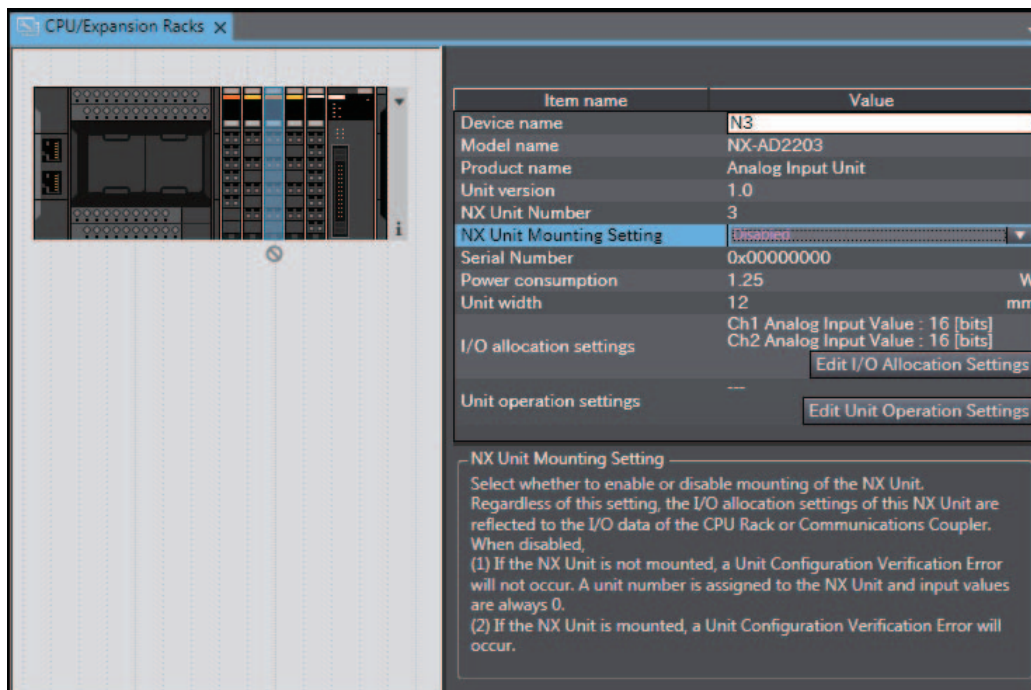 CPU/Expansion Racks
Item name Value
Device name N3
Model name NX-AD2203
Product name Analog Input Unit
Unit version 1.0
NX Unit Number 3
NX Unit Mounting Setting Disabled
Serial Number 0x00000000
Power consumption 1.25 W
Unit width 12 mm
I/O allocation settings Ch1 Analog Input Value : 16 [bits]
Ch2 Analog Input Value : 16 [bits]
Edit I/O Allocation Settings
Unit operation settings ---
Edit Unit Operation Settings
NX Unit Mounting Setting
Select whether to enable or disable mounting of the NX Unit.
Regardless of this setting, the I/O allocation settings of this NX Unit are
reflected to the I/O data of the CPU Rack or Communications Coupler.
When disabled,
(1) If the NX Unit is not mounted, a Unit Configuration Verification Error
will not occur. A unit number is assigned to the NX Unit and input values
are always 0.
(2) If the NX Unit is mounted, a Unit Configuration Verification Error will
occur.